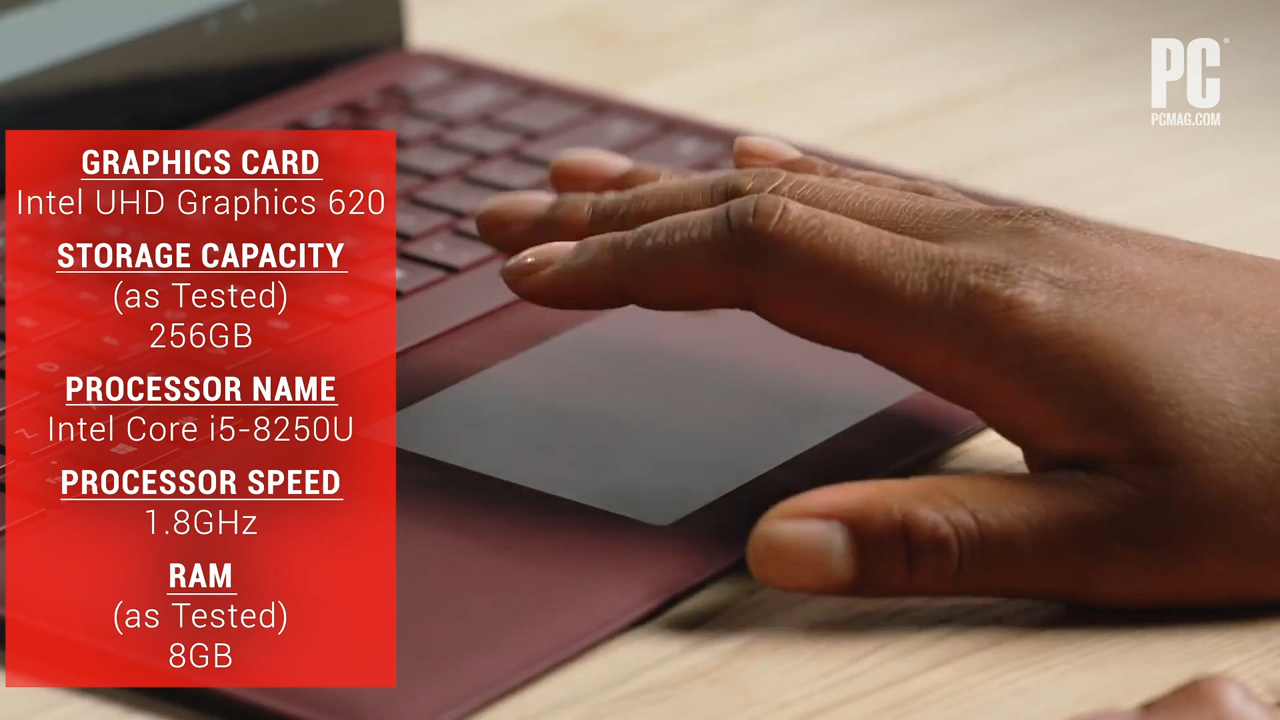 PC
PCMAG.COM
GRAPHICS CARD
Intel UHD Graphics 620
STORAGE CAPACITY
(as Tested)
256GB
PROCESSOR NAME
Intel Core i5-8250U
PROCESSOR SPEED
1.8GHz
RAM
(as Tested)
8GB